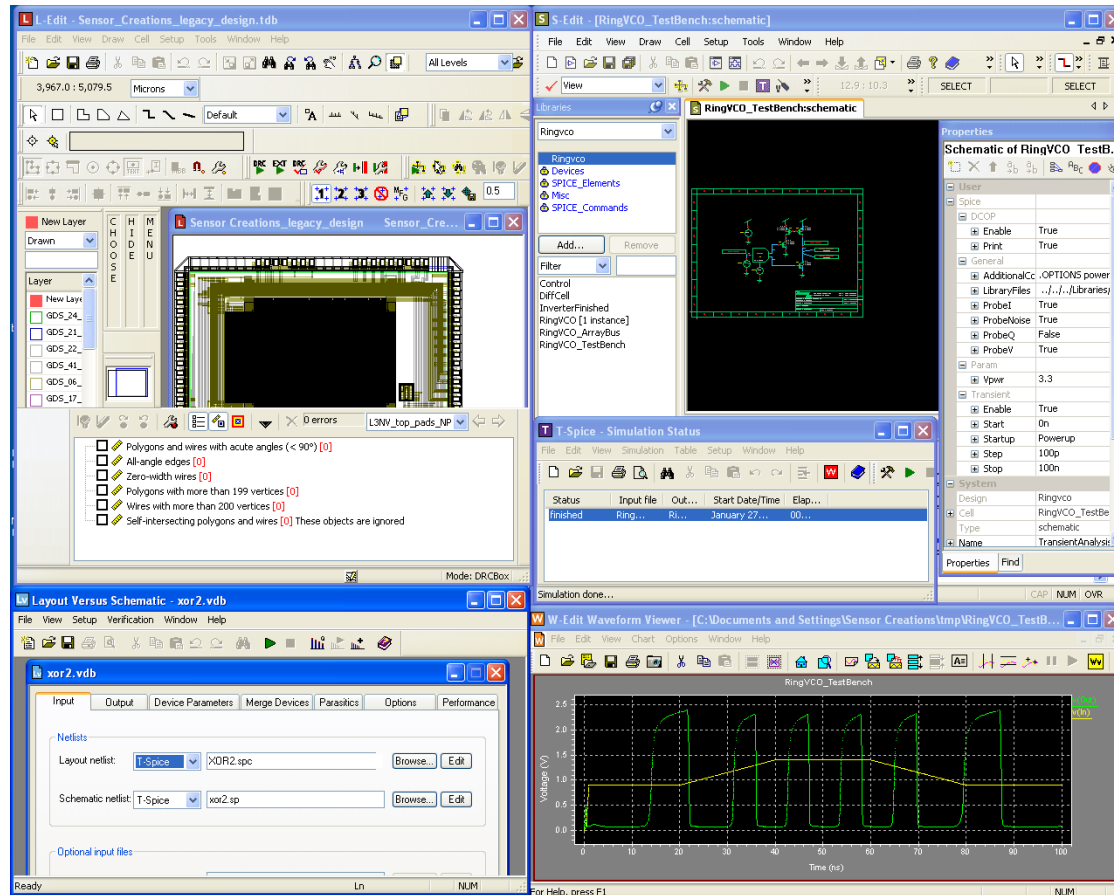 L-Edit - Sensor_Creations_legacy_design.tdb
File Edit View Draw Cell Setup Tools Window Help
All Levels
3,967.0 : 5,079.5 Microns
Default
DRC EXT DRC
0.5
New Layer
Drawn
Layer
New Laye
GDS_24_
GDS_21_
GDS_22_
GDS_41_
GDS_06_
GDS_17_
CHOOSE
HIDE
MENU
Sensor Creations_legacy_design Sensor_Cre...
0 errors L3NV_top_pads_NP
Polygons and wires with acute angles (< 90°) [0]
All-angle edges [0]
Zero-width wires [0]
Polygons with more than 199 vertices [0]
Wires with more than 200 vertices [0]
Self-intersecting polygons and wires [0] These objects are ignored
Mode: DRCBox
S-Edit - [RingVCO_TestBench:schematic]
File Edit View Draw Cell Setup Tools Window Help
View 12.9 : 10.3 SELECT SELECT
Libraries
RingVCO_TestBench:schematic
Ringvco
Ringvco
Devices
SPICE_Elements
Misc
SPICE_Commands
Add... Remove
Filter
Control
DiffCell
InverterFinished
RingVCO [1 instance]
RingVCO_ArrayBus
RingVCO_TestBench
Properties
Schematic of RingVCO_TestB...
User
Spice
DCOP
Enable True
Print True
General
AdditionalCc .OPTIONS power
LibraryFiles ../../../Libraries/
ProbeI True
ProbeNoise True
ProbeQ False
ProbeV True
Param
Vpwr 3.3
Transient
Enable True
Start 0n
Startup Powerup
Step 100p
Stop 100n
System
Design Ringvco
Cell RingVCO_TestBe
Type schematic
Name TransientAnalysis
Properties Find
CAP NUM OVR
T-Spice - Simulation Status
File Edit View Simulation Table Setup Window Help
Status Input file Out... Start Date/Time Elap...
finished Ring... Ri... January 27... 00...
Simulation done...
Layout Versus Schematic - xor2.vdb
File View Setup Verification Window Help
xor2.vdb
Input Output Device Parameters Merge Devices Parasitics Options Performance
Netlists
Layout netlist: T-Spice XOR2.spc Browse... Edit
Schematic netlist: T-Spice xor2.sp Browse... Edit
Optional input files
Ready Ln NUM
W-Edit Waveform Viewer - [C:\Documents and Settings\Sensor Creations\tmp\RingVCO_TestB...
File Edit View Chart Options Window Help
RingVCO_TestBench
v(Out)
v(In)
2.5
2.0
1.5
1.0
0.5
0.0
Voltage (V)
0 10 20 30 40 50 60 70 80 90 100
Time (ns)
For Help, press F1 NUM